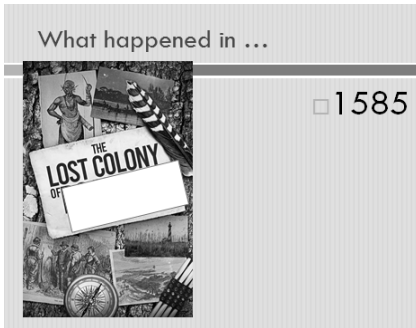 What happened in ...
1585
THE
LOST COLONY
OF